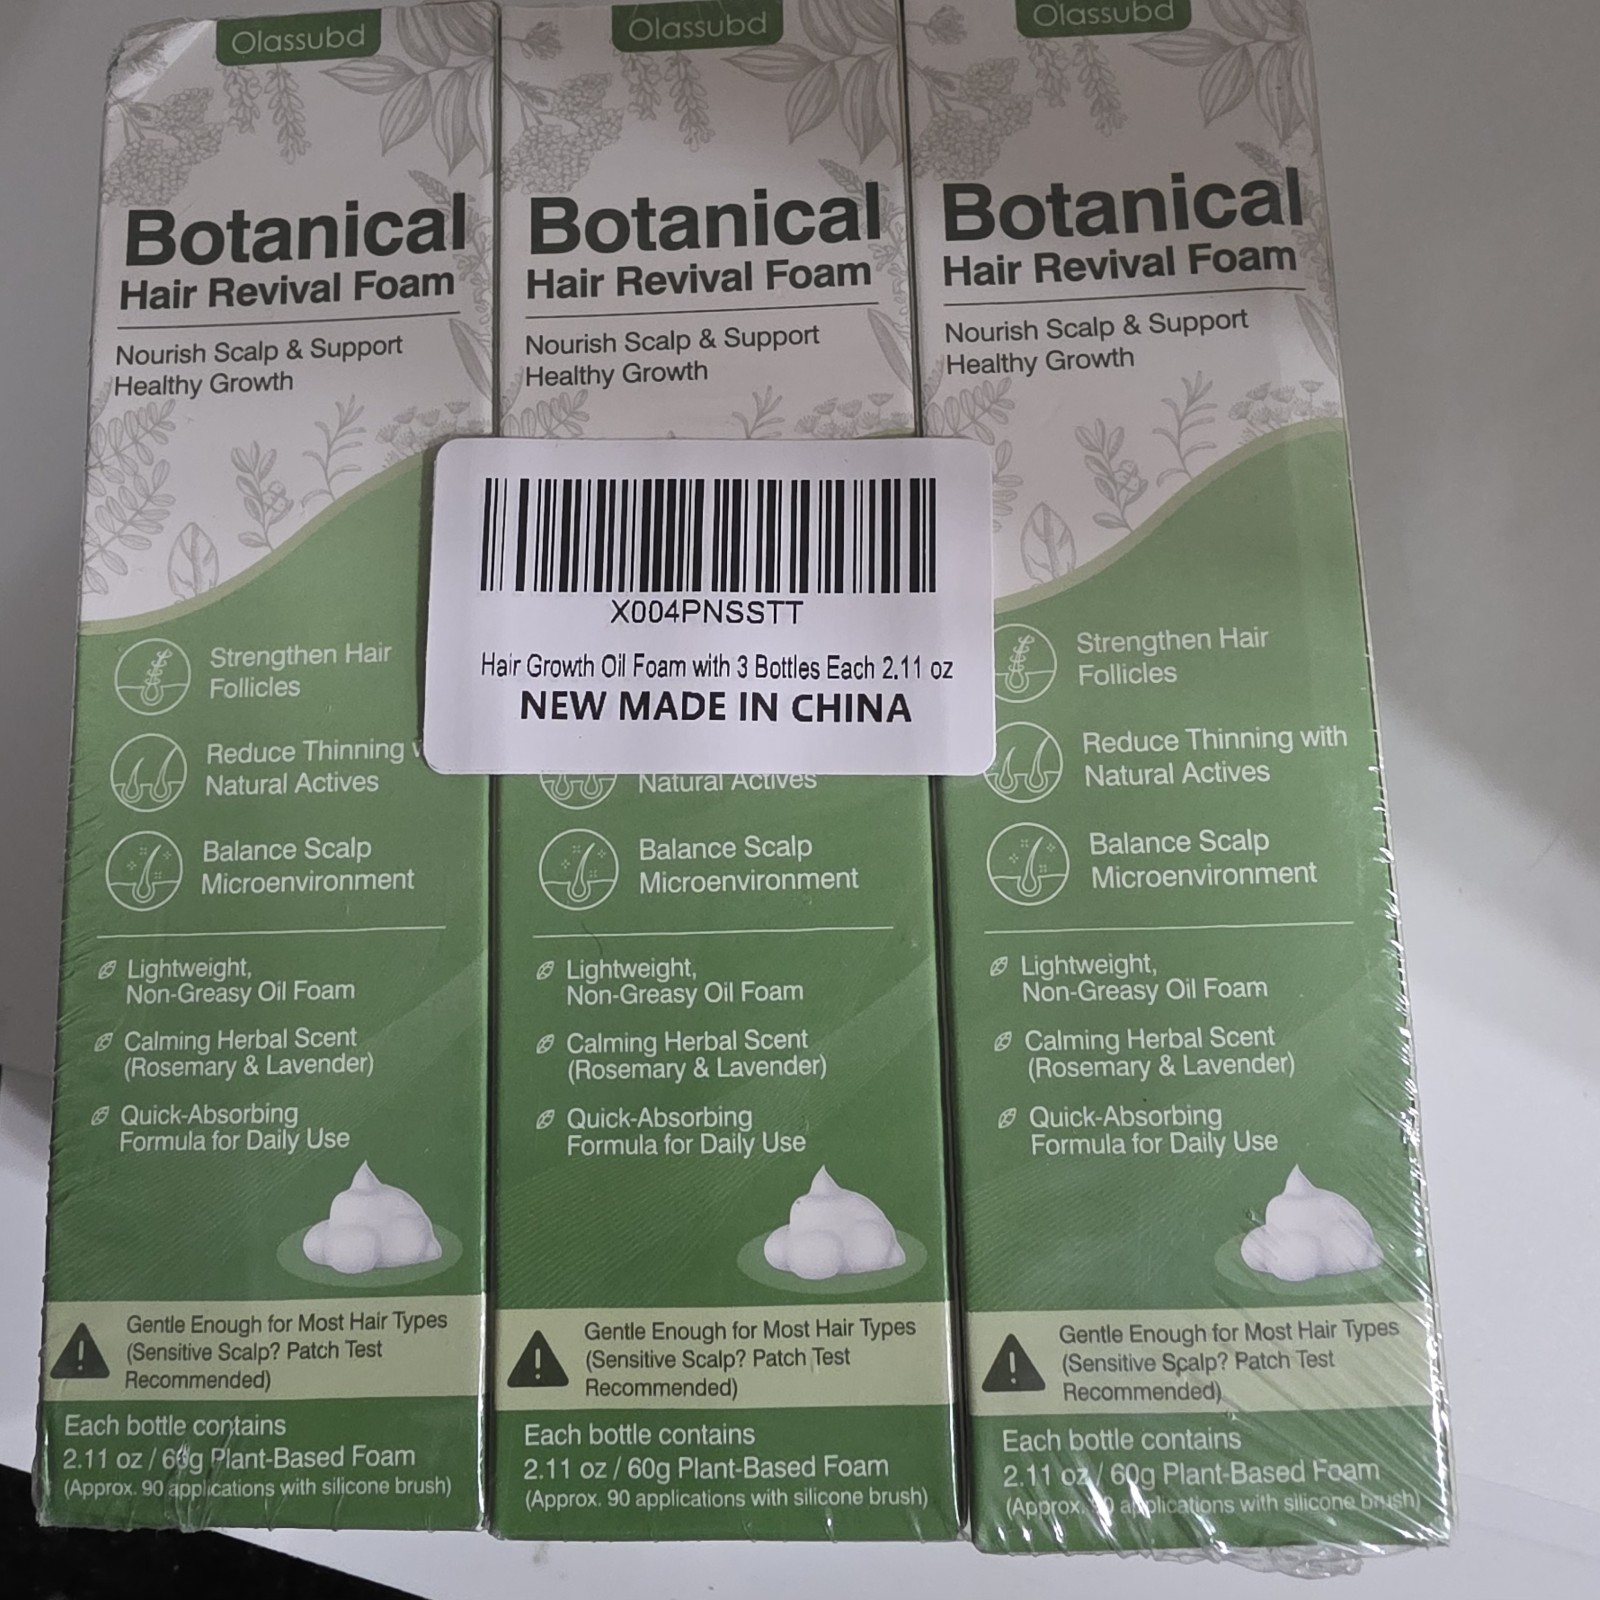 Olassubd
Botanical
Hair Revival Foam
Nourish Scalp & Support
Healthy Growth
Strengthen Hair
Follicles
Reduce Thinning
Natural Actives
Balance Scalp
Microenvironment
Lightweight,
Non-Greasy Oil Foam
Calming Herbal Scent
(Rosemary & Lavender)
Quick-Absorbing
Formula for Daily Use
Gentle Enough for Most Hair Types
(Sensitive Scalp? Patch Test
Recommended)
Each bottle contains
2.11 oz / 60g Plant-Based Foam
(Approx. 90 applications with silicone brush)
Olassubd
Botanical
Hair Revival Foam
Nourish Scalp & Support
Healthy Growth
X004PNSSTT
Hair Growth Oil Foam with 3 Bottles Each 2.11 oz
NEW MADE IN CHINA
Natural Actives
Balance Scalp
Microenvironment
Lightweight,
Non-Greasy Oil Foam
Calming Herbal Scent
(Rosemary & Lavender)
Quick-Absorbing
Formula for Daily Use
Gentle Enough for Most Hair Types
(Sensitive Scalp? Patch Test
Recommended)
Each bottle contains
2.11 oz / 60g Plant-Based Foam
(Approx. 90 applications with silicone brush)
Olassubd
Botanical
Hair Revival Foam
Nourish Scalp & Support
Healthy Growth
Strengthen Hair
Follicles
Reduce Thinning with
Natural Actives
Balance Scalp
Microenvironment
Lightweight,
Non-Greasy Oil Foam
Calming Herbal Scent
(Rosemary & Lavender)
Quick-Absorbing
Formula for Daily Use
Gentle Enough for Most Hair Types
(Sensitive Scalp? Patch Test
Recommended)
Each bottle contains
2.11 oz / 60g Plant-Based Foam
(Approx. 90 applications with silicone brush)